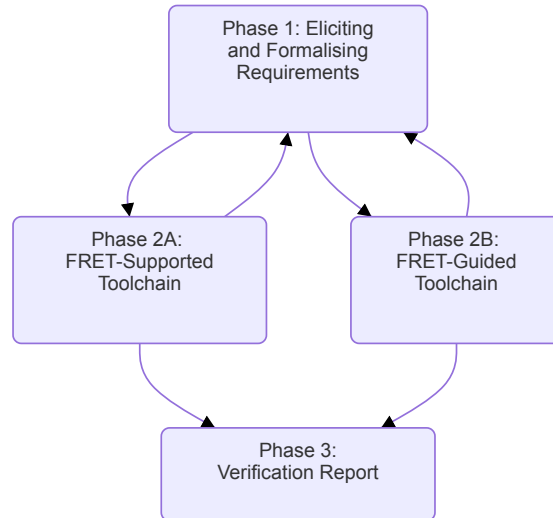 Phase 1: Eliciting
and Formalising
Requirements
Phase 2A:
FRET-Supported
Toolchain
Phase 2B:
FRET-Guided
Toolchain
Phase 3:
Verification Report